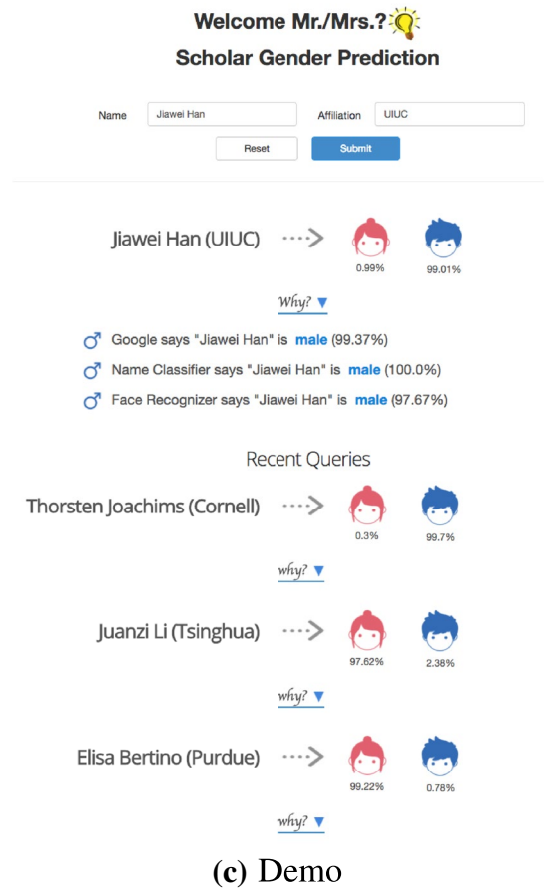 Welcome Mr./Mrs.?
Scholar Gender Prediction
Name Jiawei Han Affiliation UIUC
Reset Submit
Jiawei Han (UIUC)
0.99% 99.01%
Why? ▼
Google says "Jiawei Han" is male (99.37%)
Name Classifier says "Jiawei Han" is male (100.0%)
Face Recognizer says "Jiawei Han" is male (97.67%)
Recent Queries
Thorsten Joachims (Cornell)
0.3% 99.7%
why? ▼
Juanzi Li (Tsinghua)
97.62% 2.38%
why? ▼
Elisa Bertino (Purdue)
99.22% 0.78%
why? ▼
(c) Demo